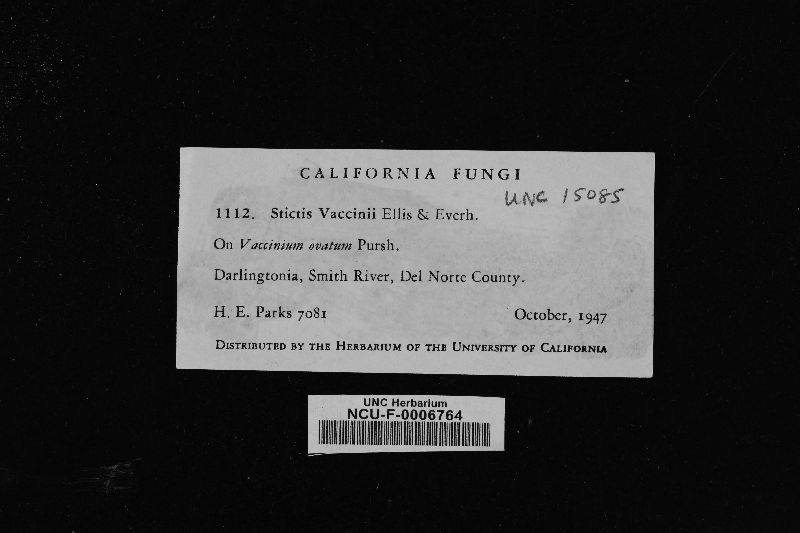 CALIFORNIA FUNGI
UNC 15085
1112. Stictis Vaccinii Ellis & Everh.
On Vaccinium ovatum Pursh.
Darlingtonia, Smith River, Del Norte County.
H. E. Parks 7081 October, 1947
DISTRIBUTED BY THE HERBARIUM OF THE UNIVERSITY OF CALIFORNIA
UNC Herbarium
NCU-F-0006764